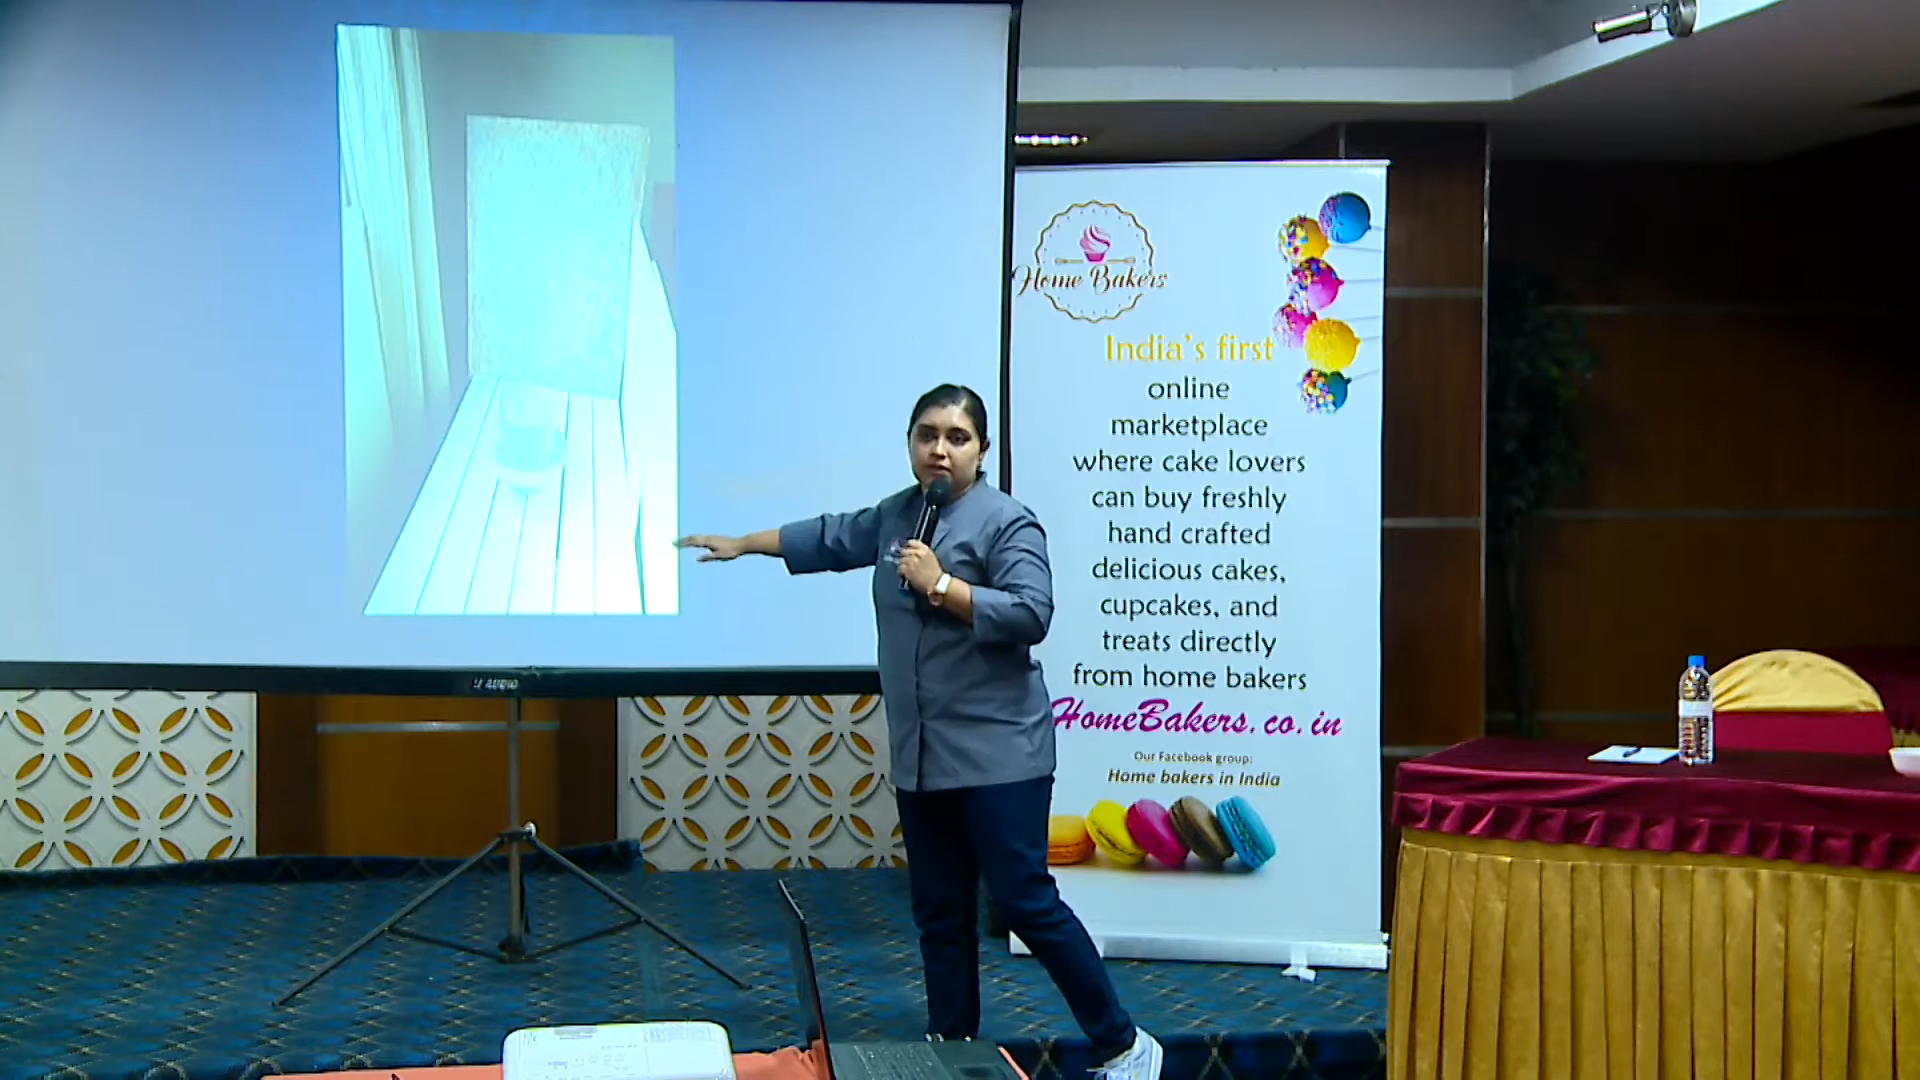 Home Bakers
India's first
online
marketplace
where cake lovers
can buy freshly
hand crafted
delicious cakes,
cupcakes, and
treats directly
from home bakers
HomeBakers.co.in
Our Facebook group:
Home bakers in India